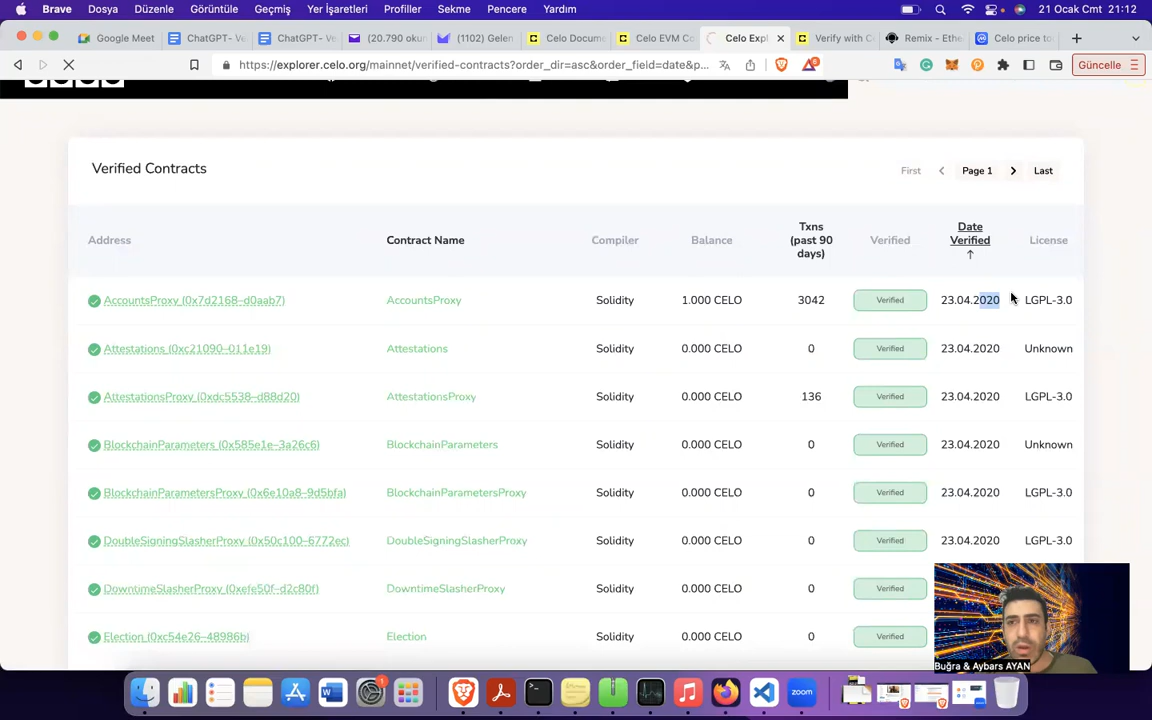 Brave Dosya Düzenle Görüntüle Geçmiş Yer İşaretleri Profiller Sekme Pencere Yardım 21 Ocak Cmt 21:12
Google Meet ChatGPT- Ve ChatGPT- Ve (20.790 okun (1102) Gelen Celo Docume Celo EVM Co Celo Expl Verify with C Remix - Ethe Celo price to
https://explorer.celo.org/mainnet/verified-contracts?order_dir=asc&order_field=date&p... Güncelle
Verified Contracts First Page 1 Last
Address Contract Name Compiler Balance Txns (past 90 days) Verified Date Verified License
AccountsProxy (0x7d2168–d0aab7) AccountsProxy Solidity 1.000 CELO 3042 Verified 23.04.2020 LGPL-3.0
Attestations (0xc21090–011e19) Attestations Solidity 0.000 CELO 0 Verified 23.04.2020 Unknown
AttestationsProxy (0xdc5538–d88d20) AttestationsProxy Solidity 0.000 CELO 136 Verified 23.04.2020 LGPL-3.0
BlockchainParameters (0x585e1e–3a26c6) BlockchainParameters Solidity 0.000 CELO 0 Verified 23.04.2020 Unknown
BlockchainParametersProxy (0x6e10a8–9d5bfa) BlockchainParametersProxy Solidity 0.000 CELO 0 Verified 23.04.2020 LGPL-3.0
DoubleSigningSlasherProxy (0x50c100–6772ec) DoubleSigningSlasherProxy Solidity 0.000 CELO 0 Verified 23.04.2020 LGPL-3.0
DowntimeSlasherProxy (0xefe50f–d2c80f) DowntimeSlasherProxy Solidity 0.000 CELO 0 Verified
Election (0xc54e26–48986b) Election Solidity 0.000 CELO 0 Verified
Buğra & Aybars AYAN
zoom